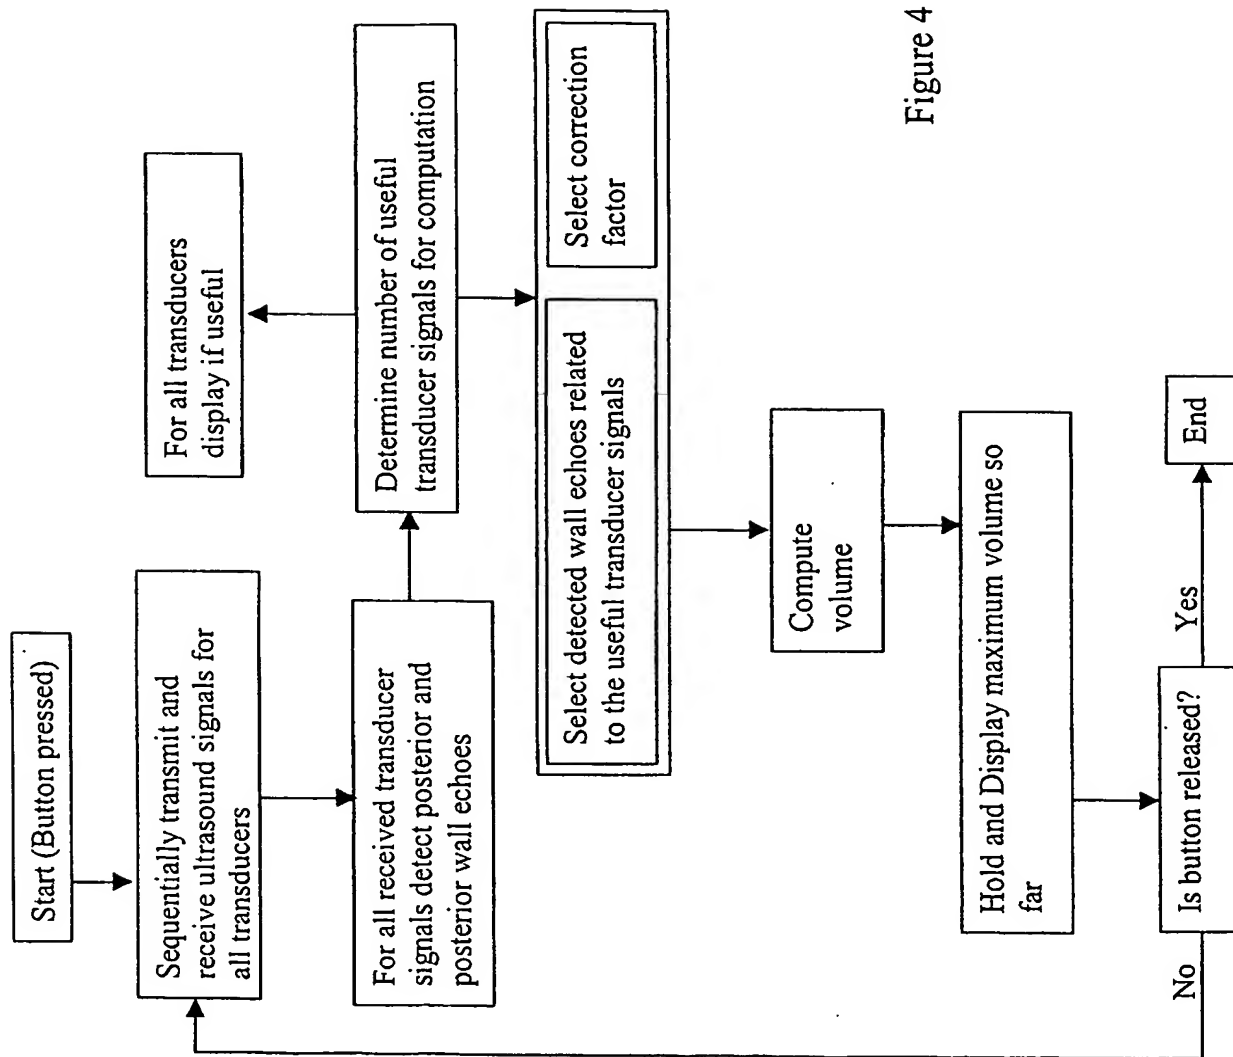 Start (Button pressed)
Sequentially transmit and
receive ultrasound signals for
all transducers
For all received transducer
signals detect posterior and
posterior wall echoes
For all transducers
display if useful
Determine number of useful
transducer signals for computation
Select detected wall echoes related
to the useful transducer signals
Select correction
factor
Compute
volume
Hold and Display maximum volume so
far
Is button released?
No
Yes
End
Figure 4